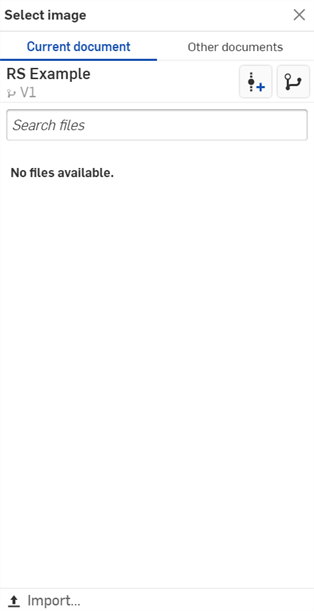 Select image
Current document
Other documents
RS Example
V1
Search files
No files available.
Import...